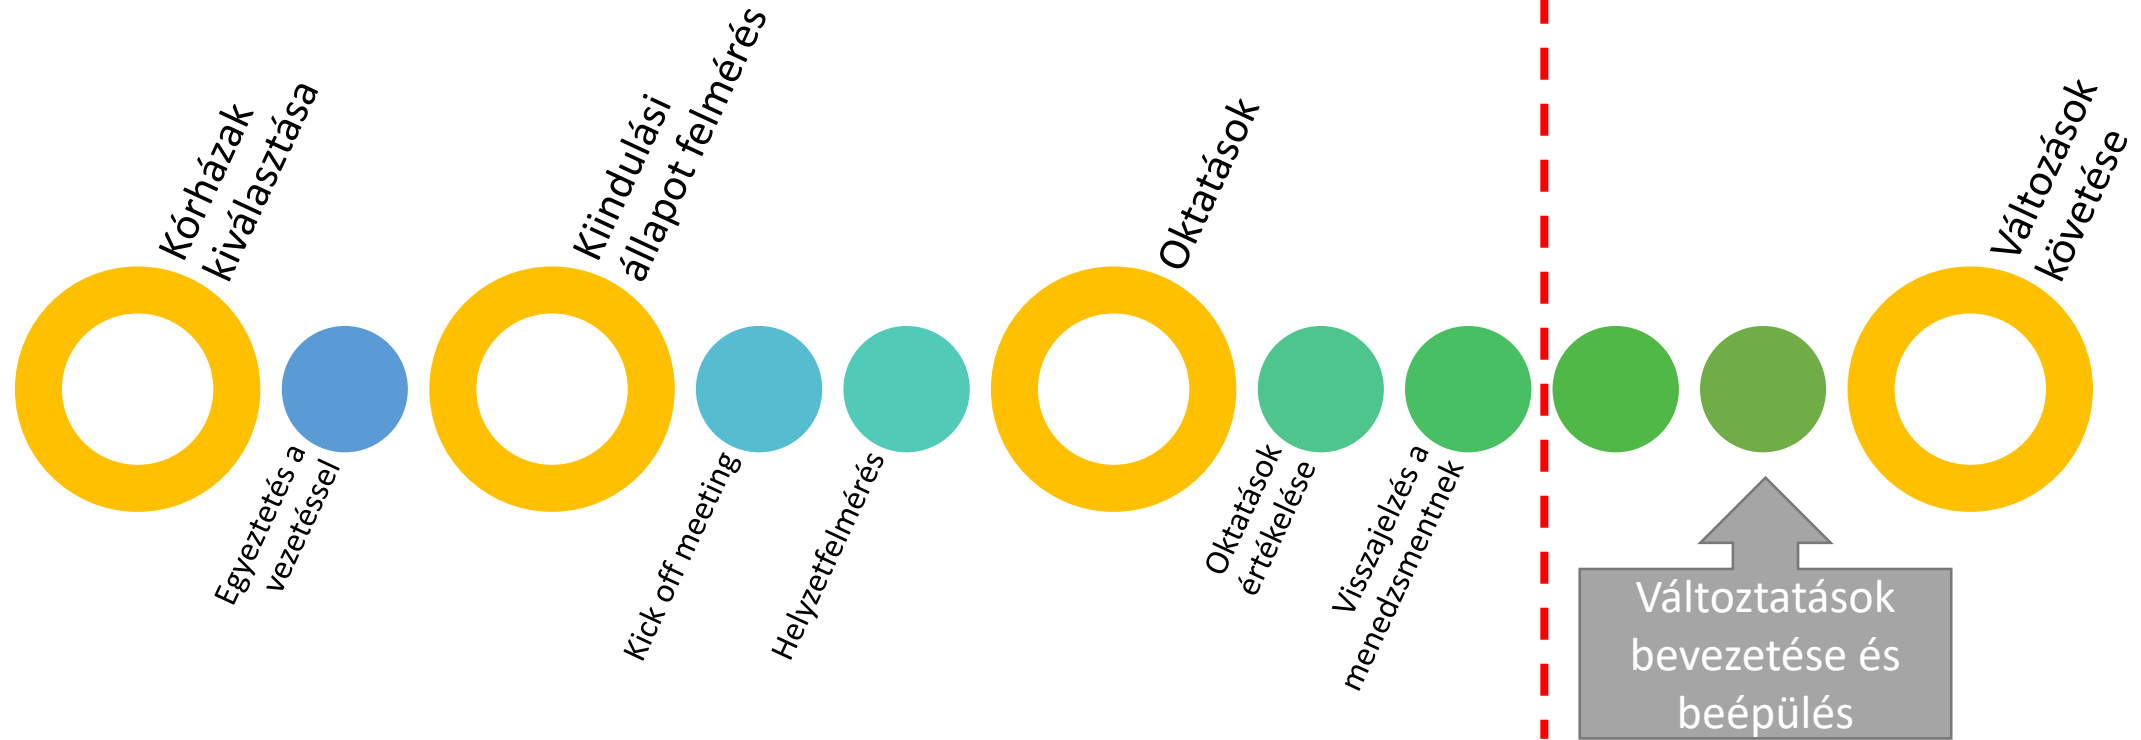 Kórházak
kiválasztása
Egyeztetés a
vezetéssel
Kiindulási
állapot felmérés
Kick off meeting
Helyzetfelmérés
Oktatások
Oktatások
értékelése
Visszajelzés a
menedzsmentnek
Változtatások
bevezetése és
beépülés
Változások
követése